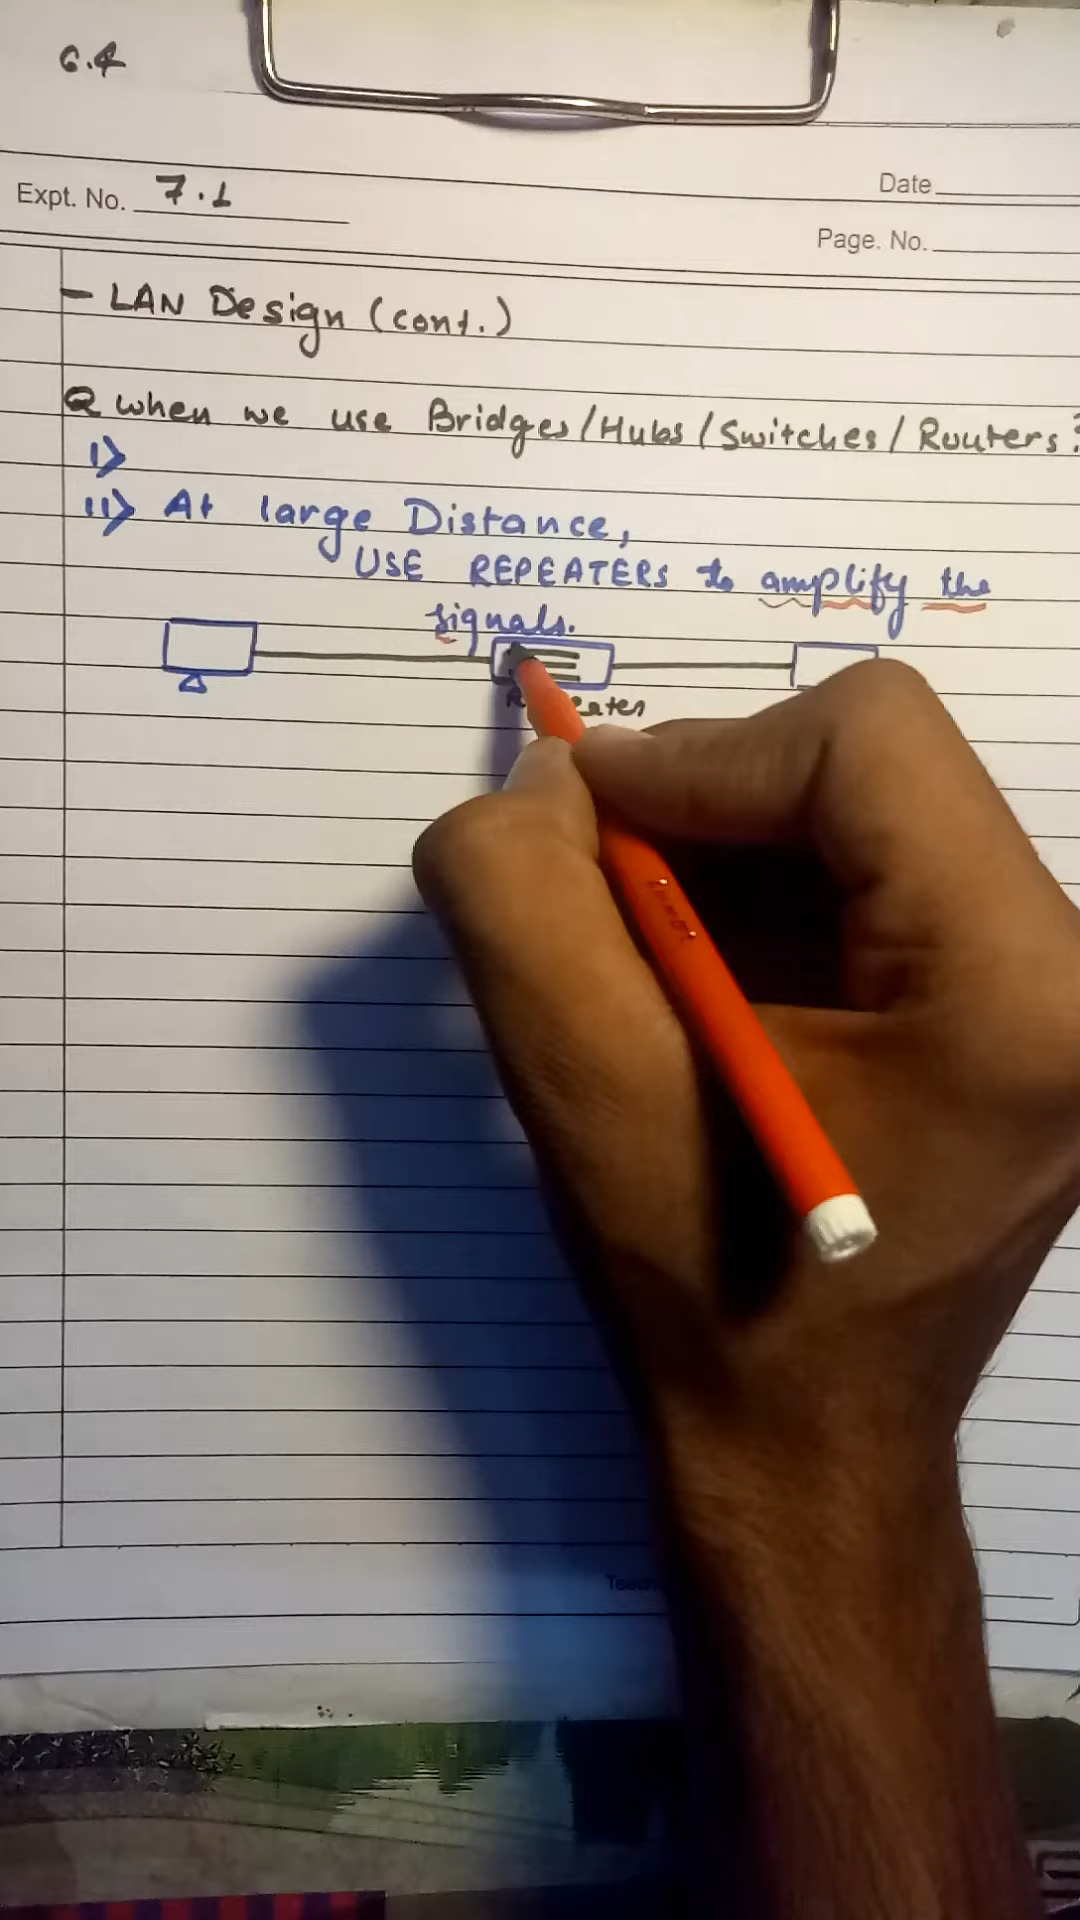 6.4
Expt. No. 7.1
Date
Page. No.
- LAN Design (cont.)
Q when we use Bridges/Hubs/Switches/Routers?
I>
II> At large Distance,
USE REPEATERS to amplify the
signals.